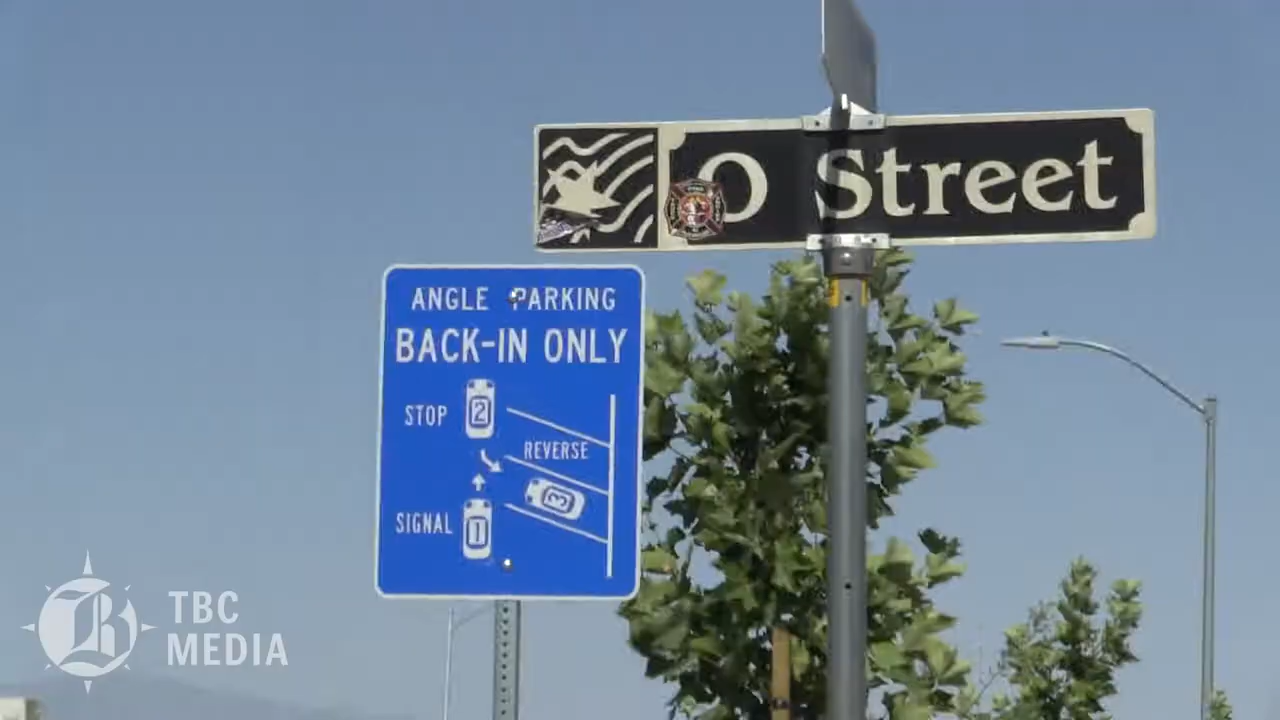 O Street
ANGLE PARKING
BACK-IN ONLY
STOP
2
REVERSE
3
SIGNAL
1
TBC
MEDIA